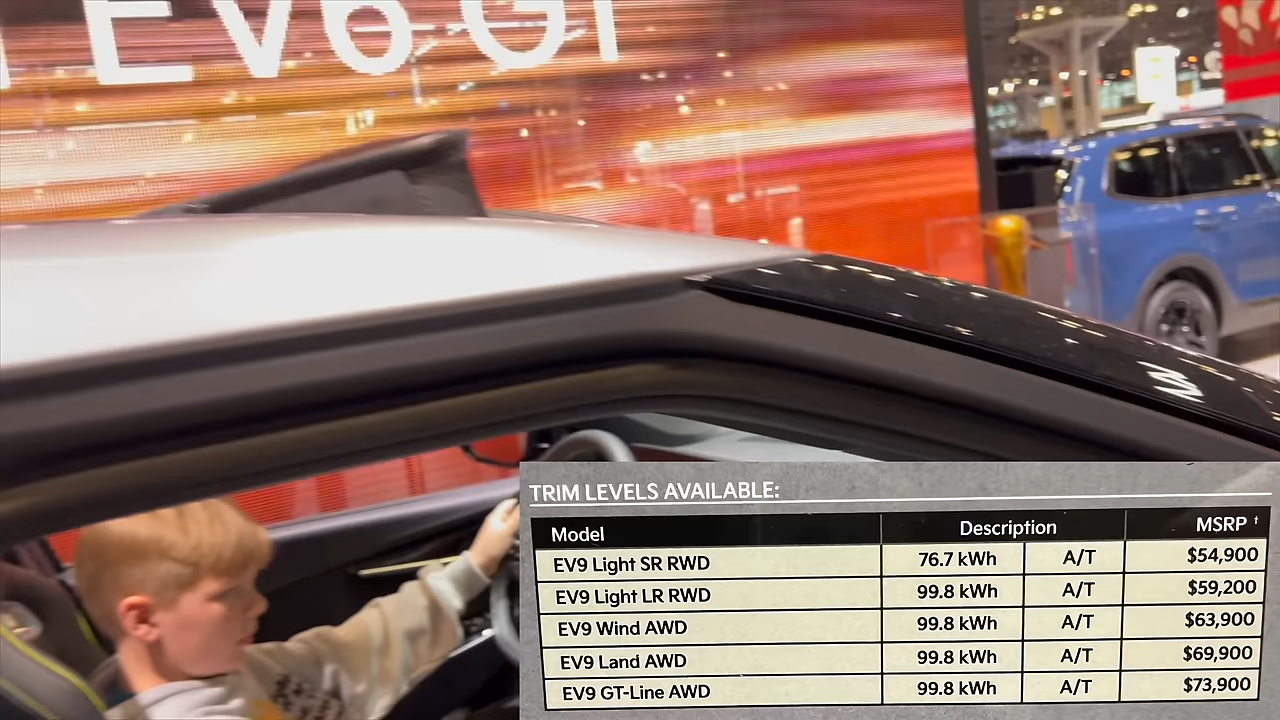 EV6 GT
TRIM LEVELS AVAILABLE:
Model Description MSRP †
EV9 Light SR RWD 76.7 kWh A/T $54,900
EV9 Light LR RWD 99.8 kWh A/T $59,200
EV9 Wind AWD 99.8 kWh A/T $63,900
EV9 Land AWD 99.8 kWh A/T $69,900
EV9 GT-Line AWD 99.8 kWh A/T $73,900